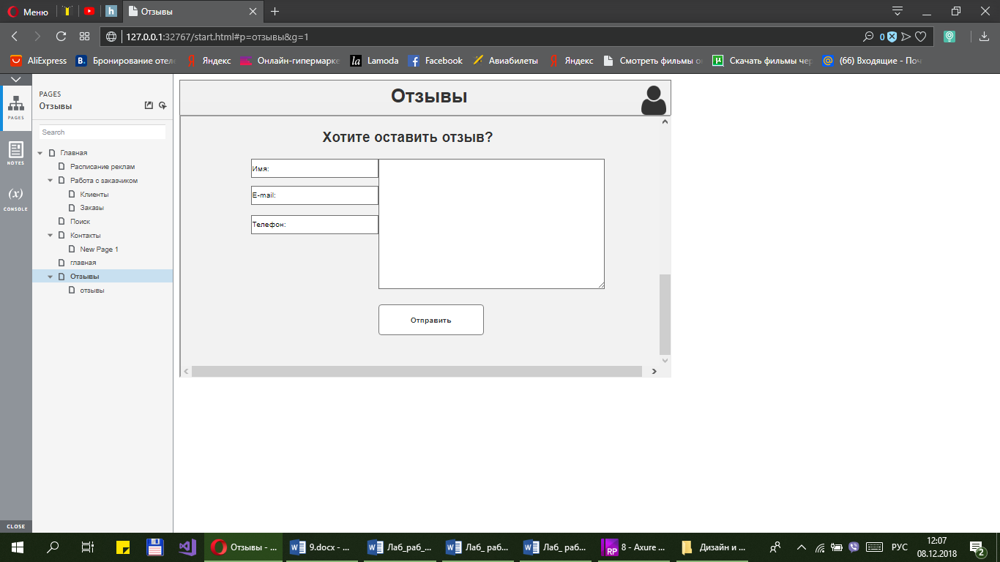 Меню
h
Отзывы
127.0.0.1:32767/start.html#p=отзывы&g=1
0
AliExpress
B. Бронирование отеле
Я Яндекс
Онлайн-гипермарке
la Lamoda
Facebook
Авиабилеты
Я Яндекс
Смотреть фильмы о
Скачать фильмы чер
(66) Входящие - Поч
PAGES
NOTES
(x)
CONSOLE
CLOSE
PAGES
Отзывы
Search
Главная
Расписание реклам
Работа с заказчиком
Клиенты
Заказы
Поиск
Контакты
New Page 1
главная
Отзывы
отзывы
Отзывы
Хотите оставить отзыв?
Имя:
E-mail:
Телефон:
Отправить
Отзывы - ...
9.docx - ...
Лаб_раб_...
Лаб_ раб...
Лаб_ раб...
RP
8 - Axure ...
Дизайн и ...
РУС
12:07
08.12.2018
2